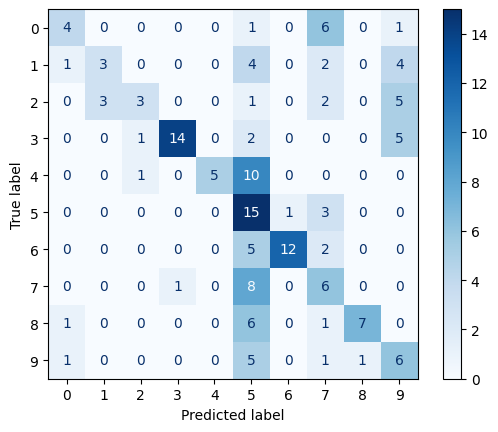 0 4 0 0 0 0 1 0 6 0 1
1 1 3 0 0 0 4 0 2 0 4
2 0 3 3 0 0 1 0 2 0 5
3 0 0 1 14 0 2 0 0 0 5
4 0 0 1 0 5 10 0 0 0 0
5 0 0 0 0 0 15 1 3 0 0
6 0 0 0 0 0 5 12 2 0 0
7 0 0 0 1 0 8 0 6 0 0
8 1 0 0 0 0 6 0 1 7 0
9 1 0 0 0 0 5 0 1 1 6
0 1 2 3 4 5 6 7 8 9
Predicted label
True label
14
12
10
8
6
4
2
0